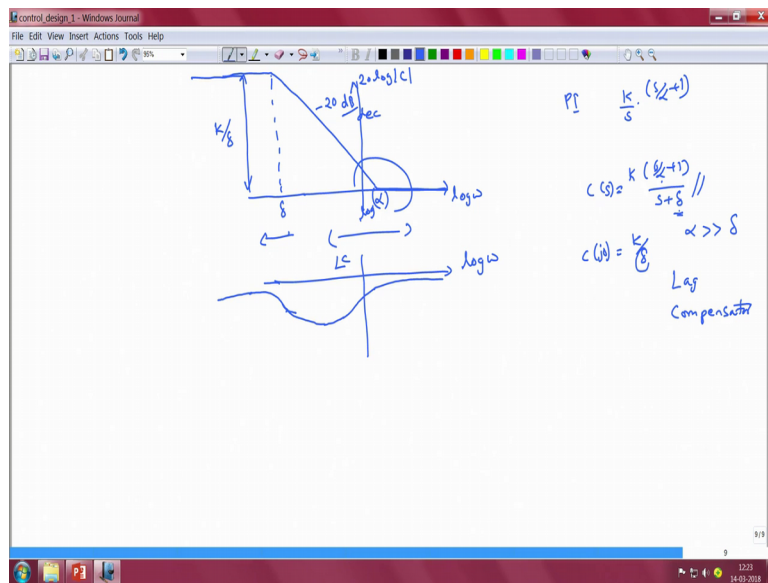 control_design_1 - Windows Journal
File Edit View Insert Actions Tools Help
98%
B I
20 log|C|
-20 dB/dec
K/δ
δ
log(α)
log ω
∠C
log ω
PI K/s · (s/α+1)
C(s) = K(s/α+1)/(s+δ) //
α >> δ
C(j0) = K/δ
Lag
Compensator
9/9
9
12:23
14-03-2018